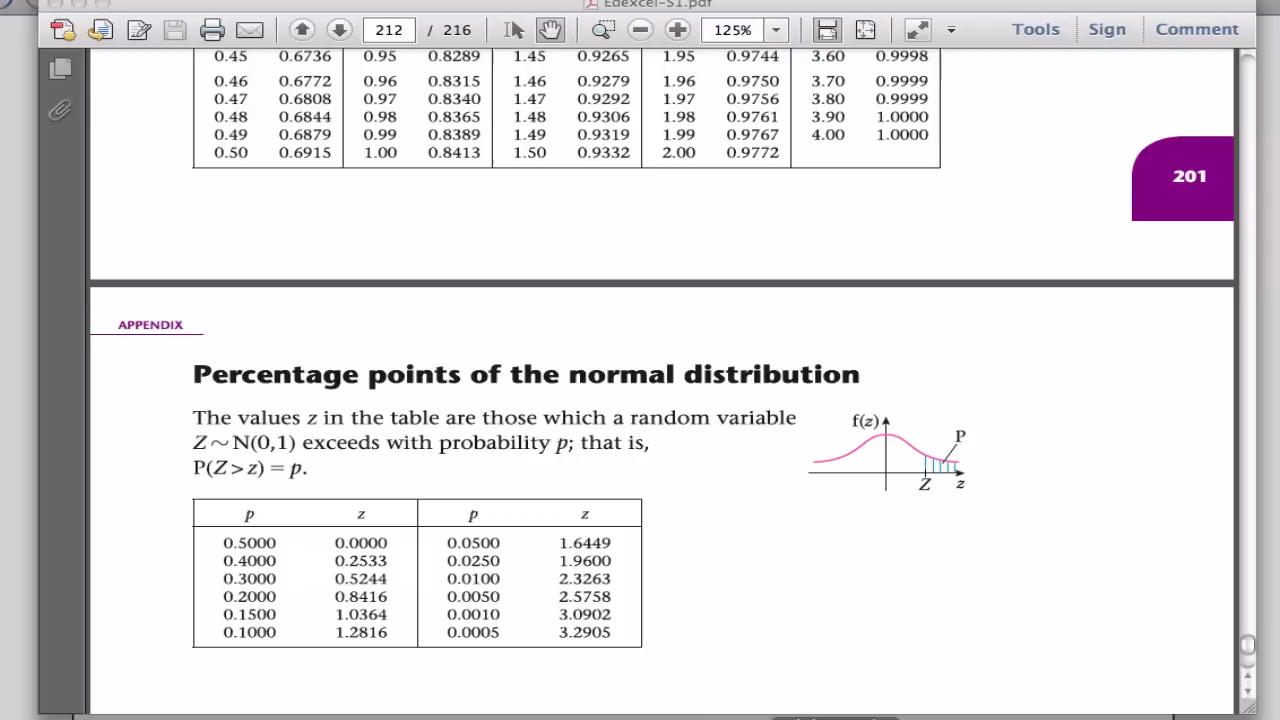 Edexcel-S1.pdf
212 / 216 125% Tools Sign Comment
0.45 0.6736 0.95 0.8289 1.45 0.9265 1.95 0.9744 3.60 0.9998
0.46 0.6772 0.96 0.8315 1.46 0.9279 1.96 0.9750 3.70 0.9999
0.47 0.6808 0.97 0.8340 1.47 0.9292 1.97 0.9756 3.80 0.9999
0.48 0.6844 0.98 0.8365 1.48 0.9306 1.98 0.9761 3.90 1.0000
0.49 0.6879 0.99 0.8389 1.49 0.9319 1.99 0.9767 4.00 1.0000
0.50 0.6915 1.00 0.8413 1.50 0.9332 2.00 0.9772
201
APPENDIX
Percentage points of the normal distribution
The values z in the table are those which a random variable
Z ~ N(0,1) exceeds with probability p; that is,
P(Z > z) = p.
f(z)
P
Z z
p z p z
0.5000 0.0000 0.0500 1.6449
0.4000 0.2533 0.0250 1.9600
0.3000 0.5244 0.0100 2.3263
0.2000 0.8416 0.0050 2.5758
0.1500 1.0364 0.0010 3.0902
0.1000 1.2816 0.0005 3.2905